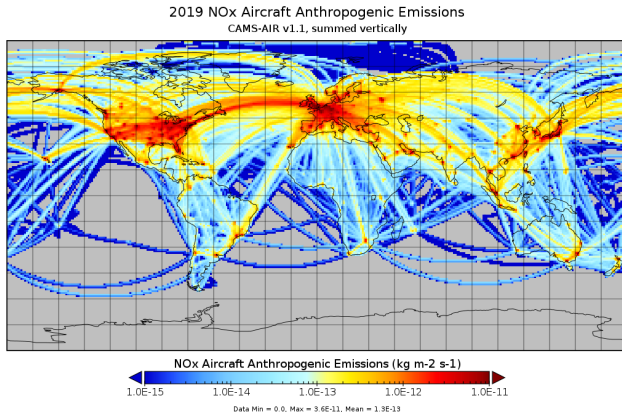 2019 NOx Aircraft Anthropogenic Emissions
CAMS-AIR v1.1, summed vertically
NOx Aircraft Anthropogenic Emissions (kg m-2 s-1)
1.0E-15 1.0E-14 1.0E-13 1.0E-12 1.0E-11
Data Min = 0.0, Max = 3.6E-11, Mean = 1.3E-13